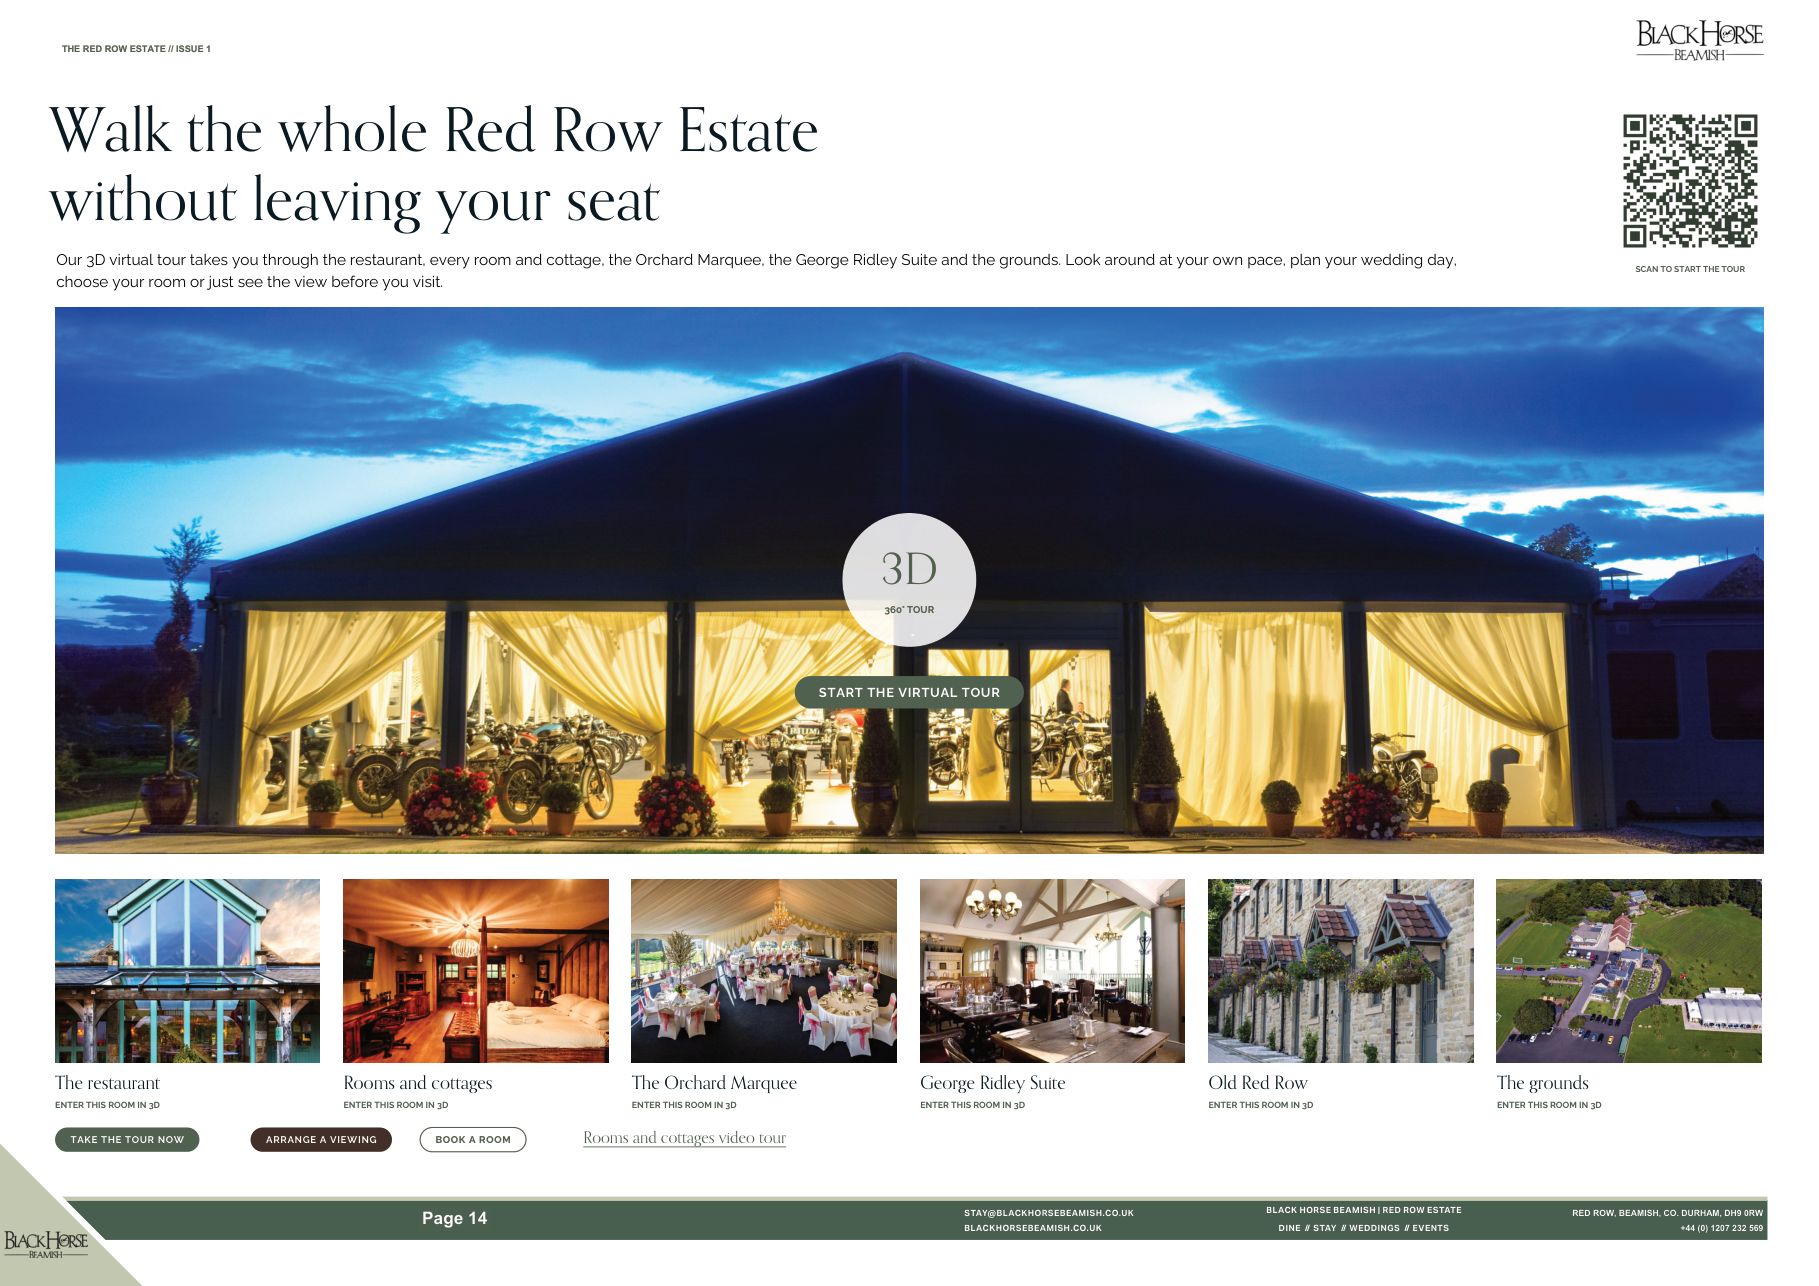 THE RED ROW ESTATE // ISSUE 1
BLACK HORSE
BEAMISH
Walk the whole Red Row Estate
without leaving your seat
Our 3D virtual tour takes you through the restaurant, every room and cottage, the Orchard Marquee, the George Ridley Suite and the grounds. Look around at your own pace, plan your wedding day,
choose your room or just see the view before you visit.
SCAN TO START THE TOUR
3D
360° TOUR
START THE VIRTUAL TOUR
The restaurant
ENTER THIS ROOM IN 3D
Rooms and cottages
ENTER THIS ROOM IN 3D
The Orchard Marquee
ENTER THIS ROOM IN 3D
George Ridley Suite
ENTER THIS ROOM IN 3D
Old Red Row
ENTER THIS ROOM IN 3D
The grounds
ENTER THIS ROOM IN 3D
TAKE THE TOUR NOW
ARRANGE A VIEWING
BOOK A ROOM
Rooms and cottages video tour
BLACK HORSE
BEAMISH
Page 14
STAY@BLACKHORSEBEAMISH.CO.UK
BLACKHORSEBEAMISH.CO.UK
BLACK HORSE BEAMISH | RED ROW ESTATE
DINE // STAY // WEDDINGS // EVENTS
RED ROW, BEAMISH, CO. DURHAM, DH9 0RW
+44 (0) 1207 232 569